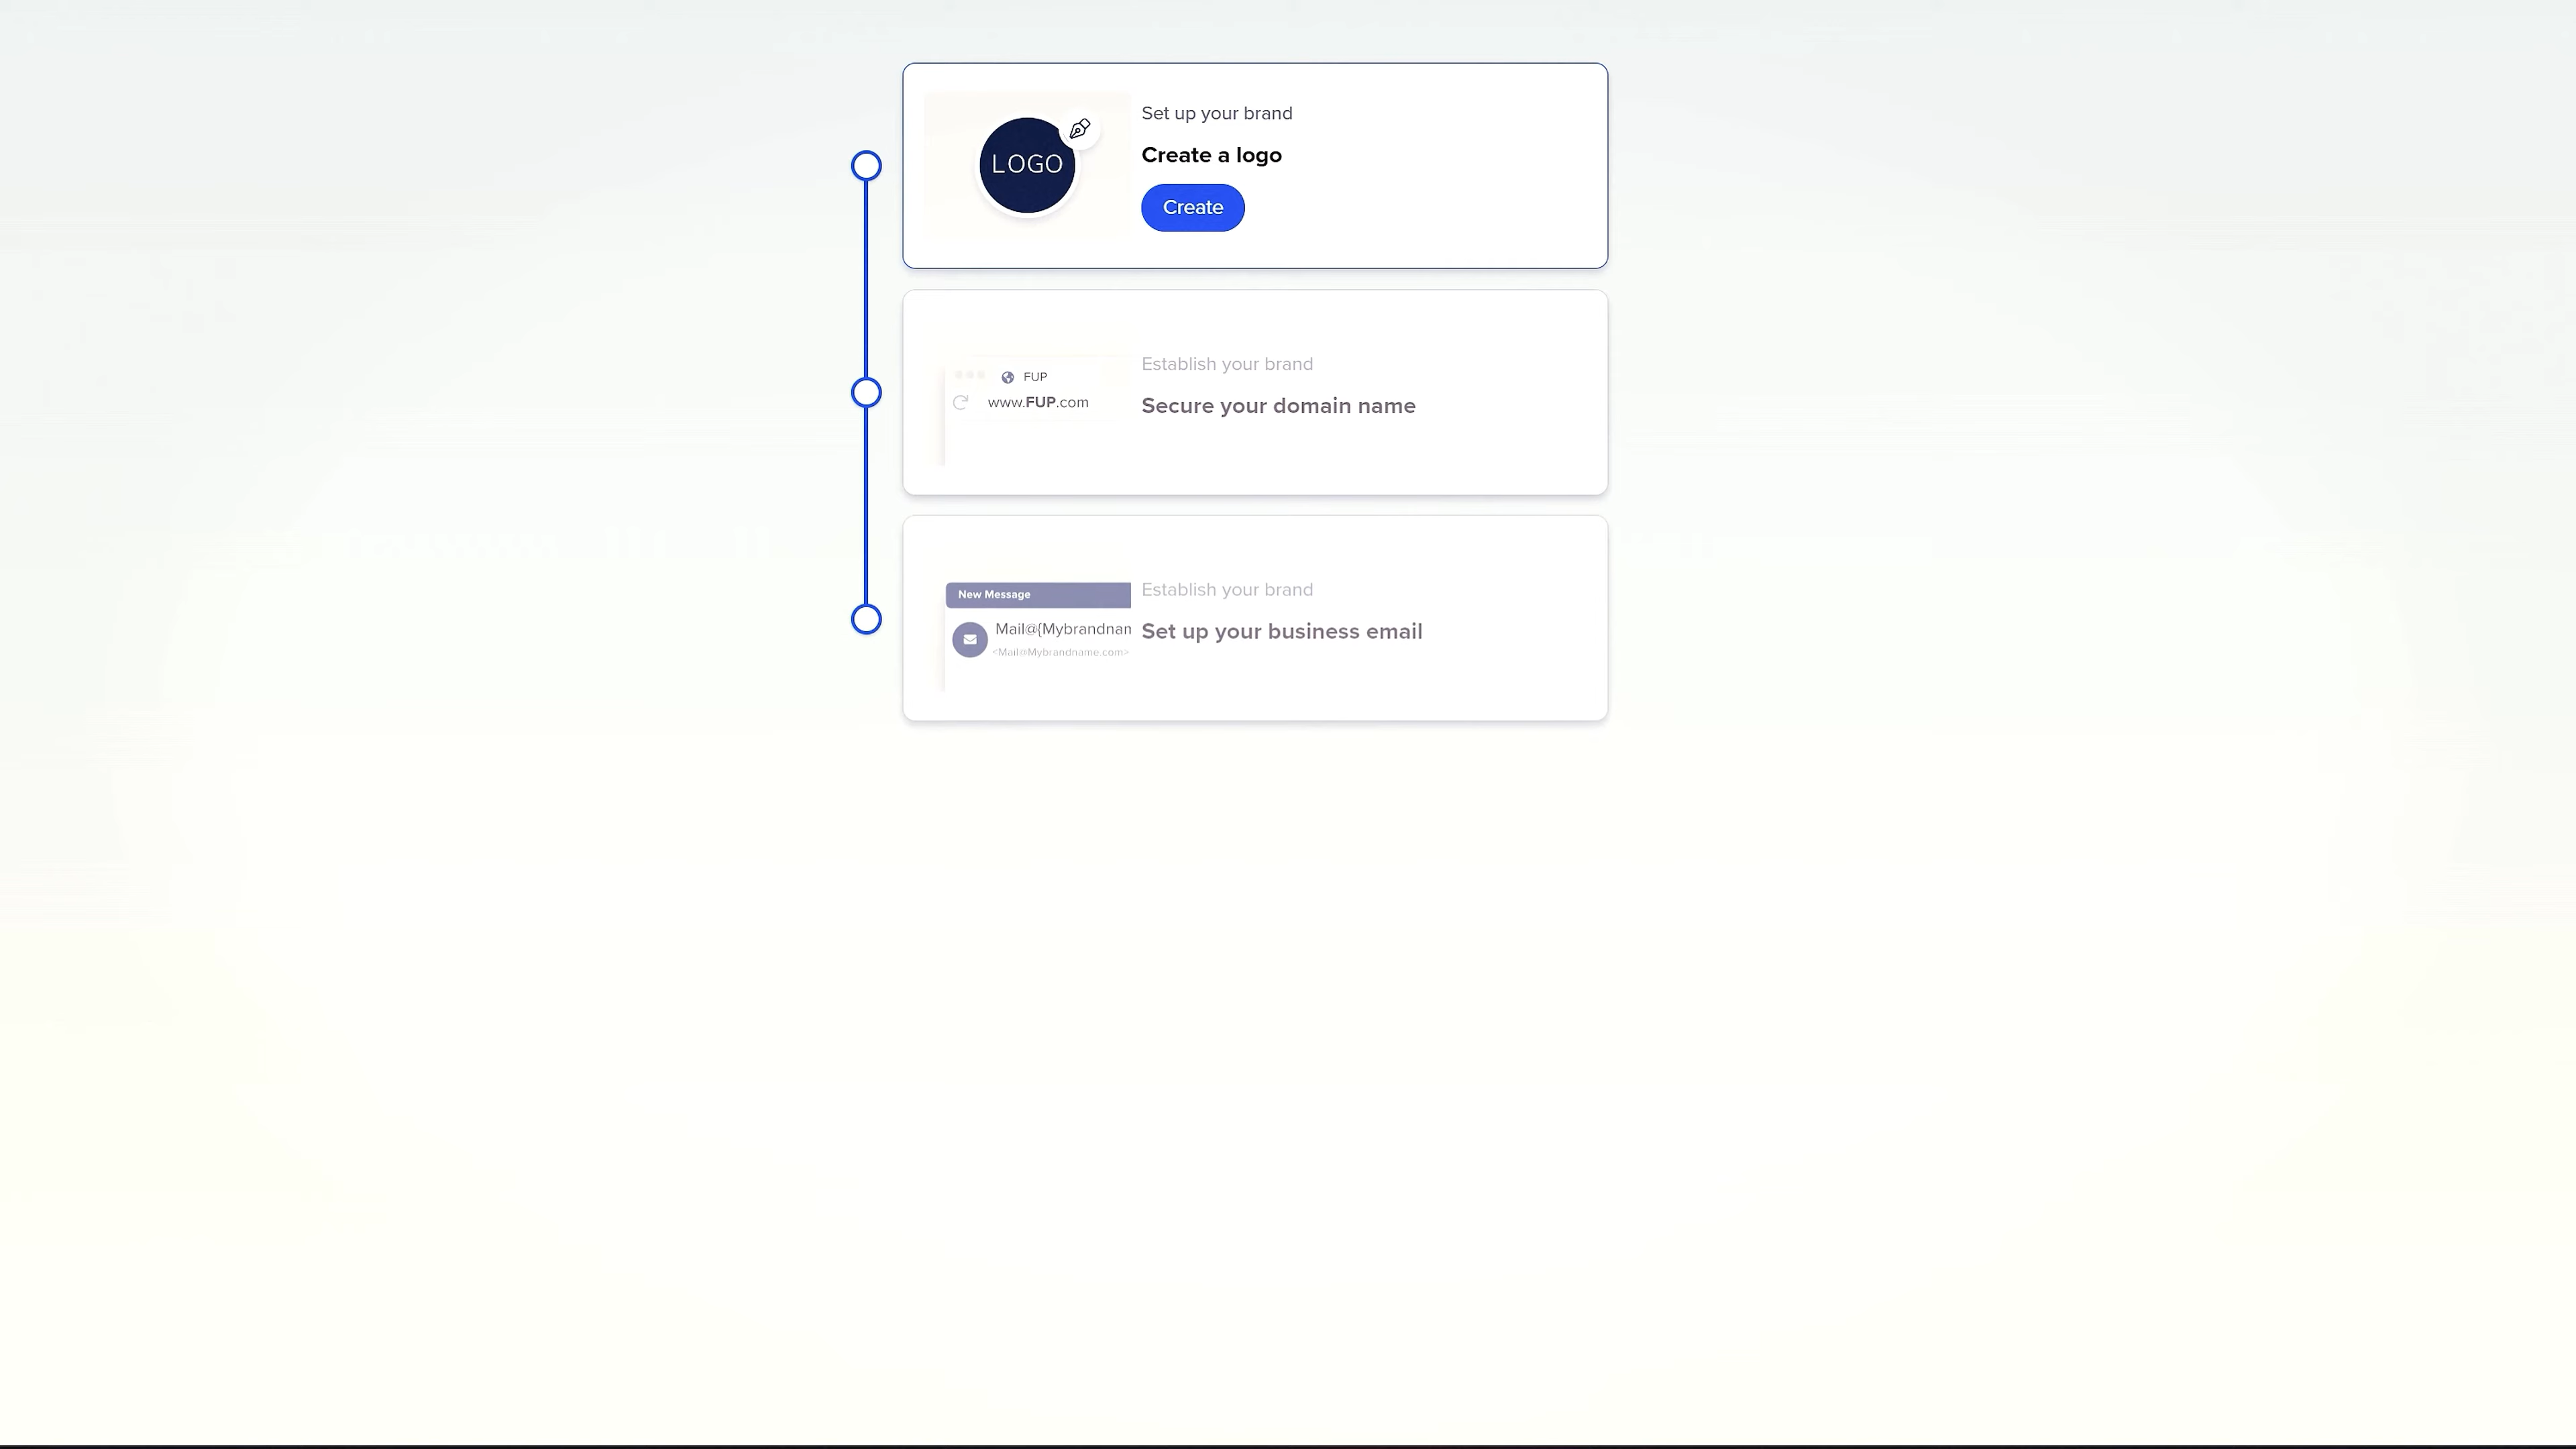 Set up your brand
LOGO
Create a logo
Create
FUP
www.FUP.com
Establish your brand
Secure your domain name
New Message
Mail@{Mybrandnam
<Mail@Mybrandname.com>
Establish your brand
Set up your business email